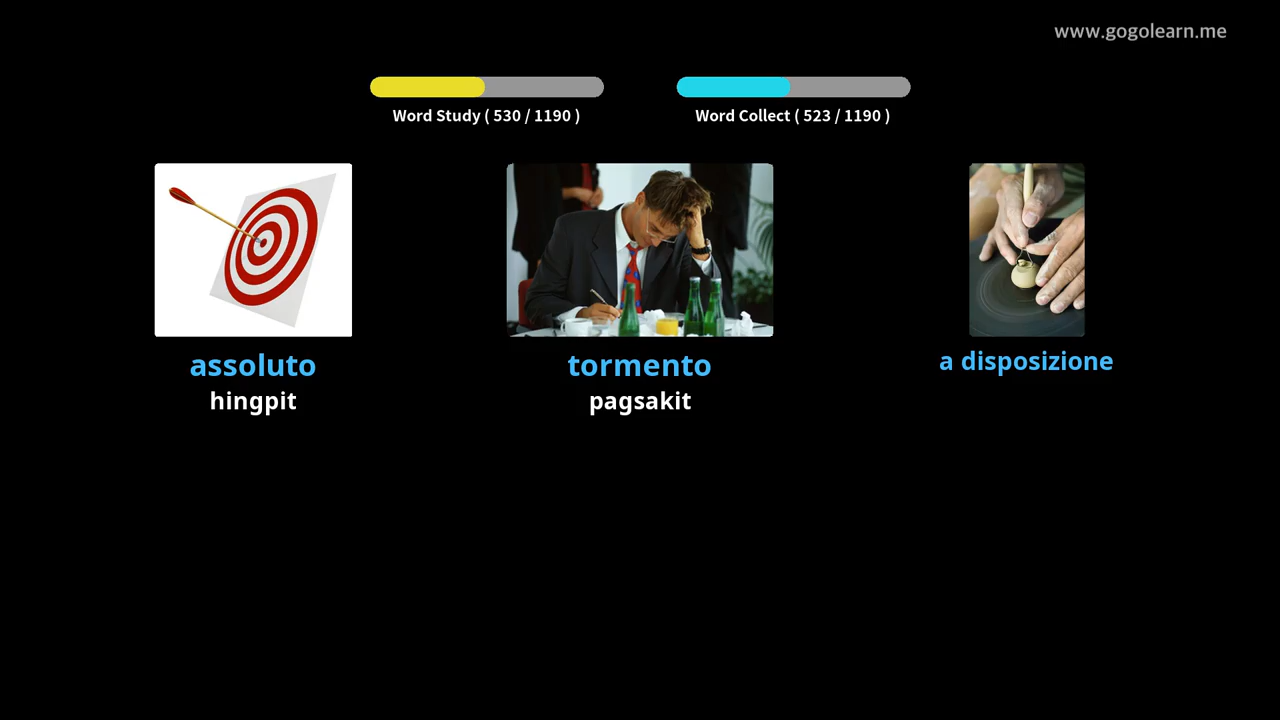 www.gogolearn.me
Word Study ( 530 / 1190 )
Word Collect ( 523 / 1190 )
assoluto
hingpit
tormento
pagsakit
a disposizione